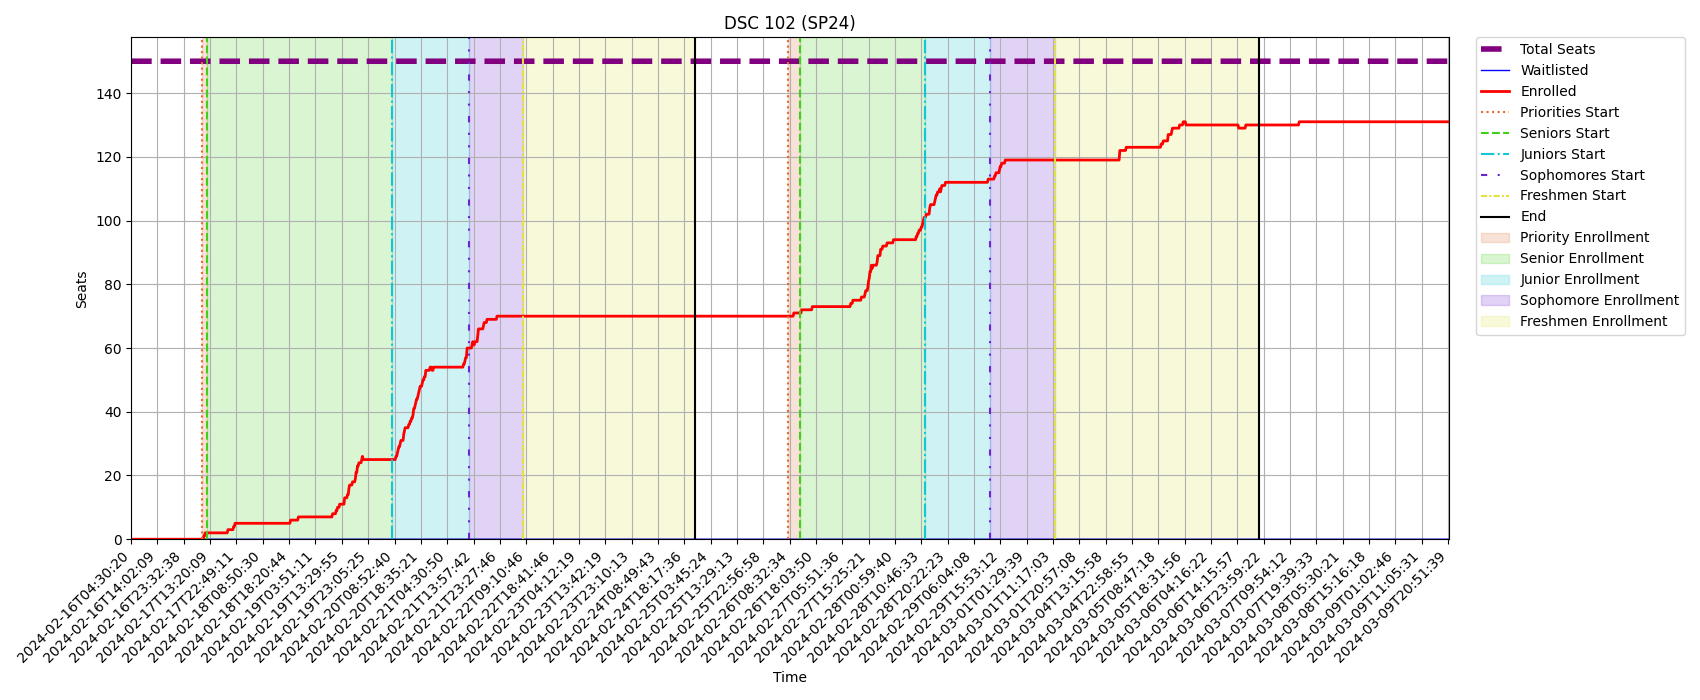 DSC 102 (SP24)
Seats
140
120
100
80
60
40
20
0
2024-02-16T04:30:20
2024-02-16T14:02:09
2024-02-16T23:32:38
2024-02-17T13:20:09
2024-02-17T22:49:11
2024-02-18T08:50:30
2024-02-18T18:20:44
2024-02-19T03:51:11
2024-02-19T13:29:55
2024-02-19T23:05:25
2024-02-20T08:52:40
2024-02-20T18:35:21
2024-02-21T04:30:50
2024-02-21T13:57:42
2024-02-21T23:27:46
2024-02-22T09:10:46
2024-02-22T18:41:46
2024-02-23T04:12:19
2024-02-23T13:42:19
2024-02-23T23:10:13
2024-02-24T08:49:43
2024-02-24T18:17:36
2024-02-25T03:45:24
2024-02-25T13:29:13
2024-02-25T22:56:58
2024-02-26T08:32:34
2024-02-26T18:03:50
2024-02-27T05:51:36
2024-02-27T15:25:21
2024-02-28T00:59:40
2024-02-28T10:46:33
2024-02-28T20:22:23
2024-02-29T06:04:08
2024-02-29T15:53:12
2024-03-01T01:29:39
2024-03-01T11:17:03
2024-03-01T20:57:08
2024-03-04T13:15:58
2024-03-04T22:58:55
2024-03-05T08:47:18
2024-03-05T18:31:56
2024-03-06T04:16:22
2024-03-06T14:15:57
2024-03-06T23:59:22
2024-03-07T09:54:12
2024-03-07T19:39:33
2024-03-08T05:30:21
2024-03-08T15:16:18
2024-03-09T01:02:46
2024-03-09T11:05:31
2024-03-09T20:51:39
Time
Total Seats
Waitlisted
Enrolled
Priorities Start
Seniors Start
Juniors Start
Sophomores Start
Freshmen Start
End
Priority Enrollment
Senior Enrollment
Junior Enrollment
Sophomore Enrollment
Freshmen Enrollment